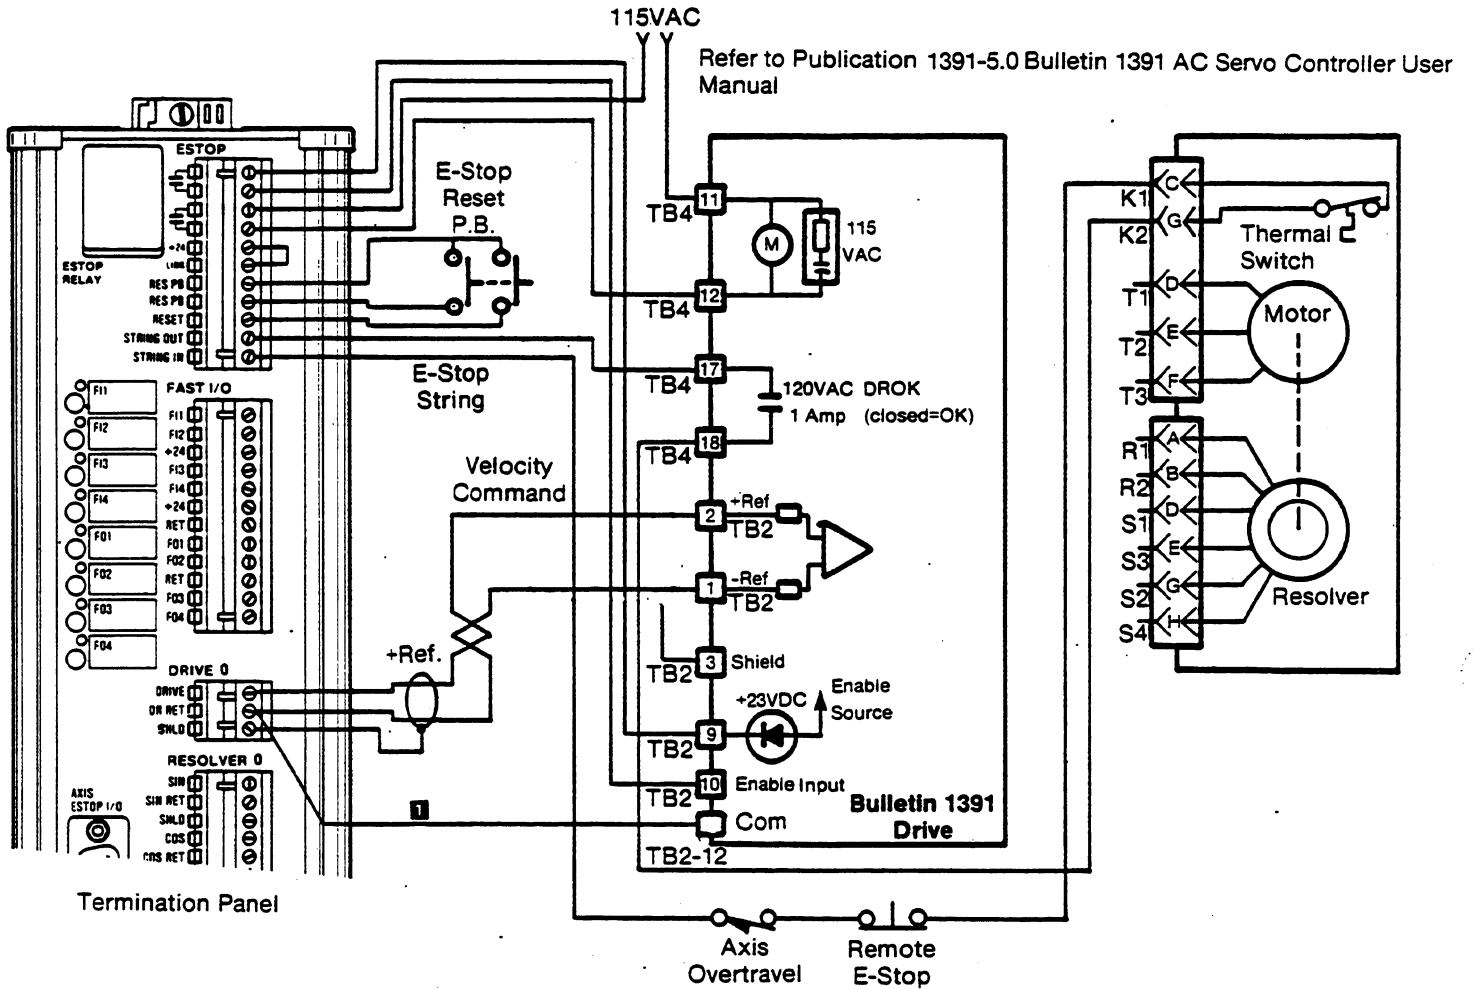 115VAC
Refer to Publication 1391-5.0 Bulletin 1391 AC Servo Controller User
Manual
ESTOP
+24
LINK
RES PB
RES PB
RESET
STRING OUT
STRING IN
ESTOP
RELAY
E-Stop
Reset
P.B.
E-Stop
String
11
TB4
12
TB4
M
115
VAC
17
TB4
18
TB4
120VAC DROK
1 Amp (closed=OK)
K1
C
K2
G
Thermal
Switch
T1
D
T2
E
T3
F
Motor
R1
A
R2
B
S1
D
S3
E
S2
G
S4
H
Resolver
FAST I/O
FI1
FI2
+24
FI3
FI4
+24
RET
FO1
FO2
RET
FO3
FO4
FI1
FI2
FI3
FI4
FO1
FO2
FO3
FO4
Velocity
Command
2
+Ref
TB2
1
-Ref
TB2
3
Shield
TB2
+Ref.
DRIVE 0
DRIVE
DR RET
SHLD
9
TB2
+23VDC
Enable
Source
10
TB2
Enable Input
Com
TB2-12
Bulletin 1391
Drive
RESOLVER 0
SIN
SIN RET
SHLD
COS
COS RET
AXIS
ESTOP I/O
1
Termination Panel
Axis
Overtravel
Remote
E-Stop